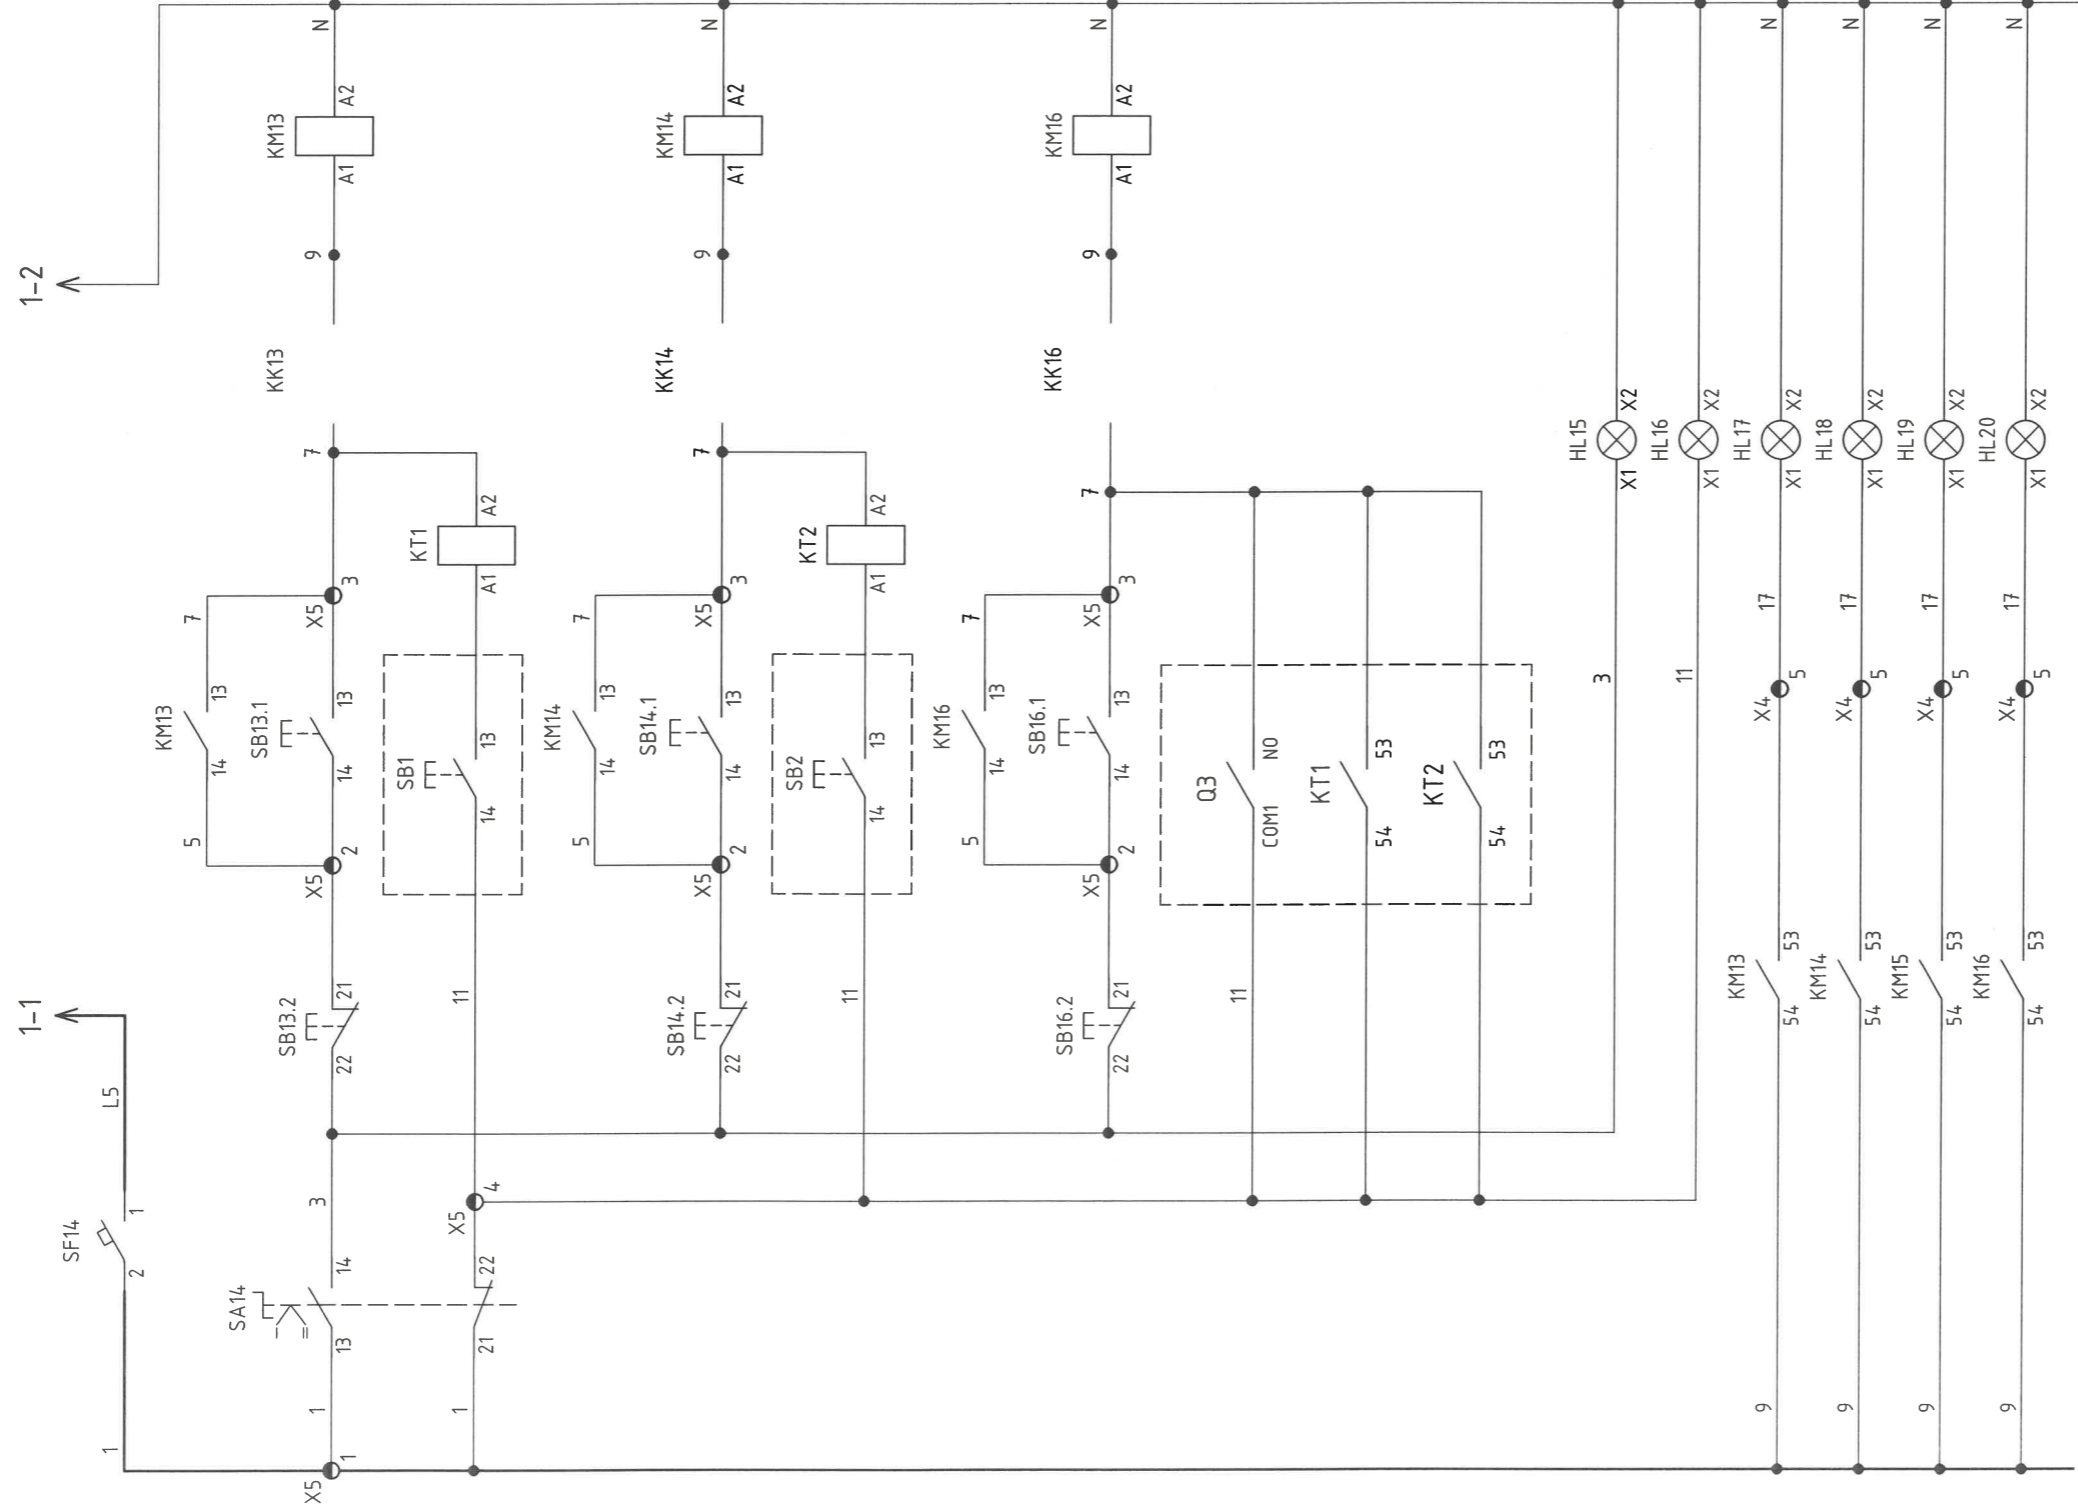 1-1
L5
SF14
1
2
1
X5
1
1-2
SA14
I
II
13
14
1
3
21
22
1
X5
4
SB13.2
21
22
X5
2
KM13
13
14
5
7
SB13.1
13
14
X5
3
7
KK13
9
KM13
A1
A2
N
11
SB1
13
14
KT1
A1
A2
SB14.2
21
22
X5
2
KM14
13
14
5
7
SB14.1
13
14
X5
3
7
KK14
9
KM14
A1
A2
N
11
SB2
13
14
KT2
A1
A2
SB16.2
21
22
X5
2
KM16
13
14
5
7
SB16.1
13
14
X5
3
7
KK16
9
KM16
A1
A2
N
11
Q3
COM1
NO
KT1
54
53
KT2
54
53
3
HL15
X1
X2
11
HL16
X1
X2
9
KM13
54
53
X4
5
17
HL17
X1
X2
N
9
KM14
54
53
X4
5
17
HL18
X1
X2
N
9
KM15
54
53
X4
5
17
HL19
X1
X2
N
9
KM16
54
53
X4
5
17
HL20
X1
X2
N